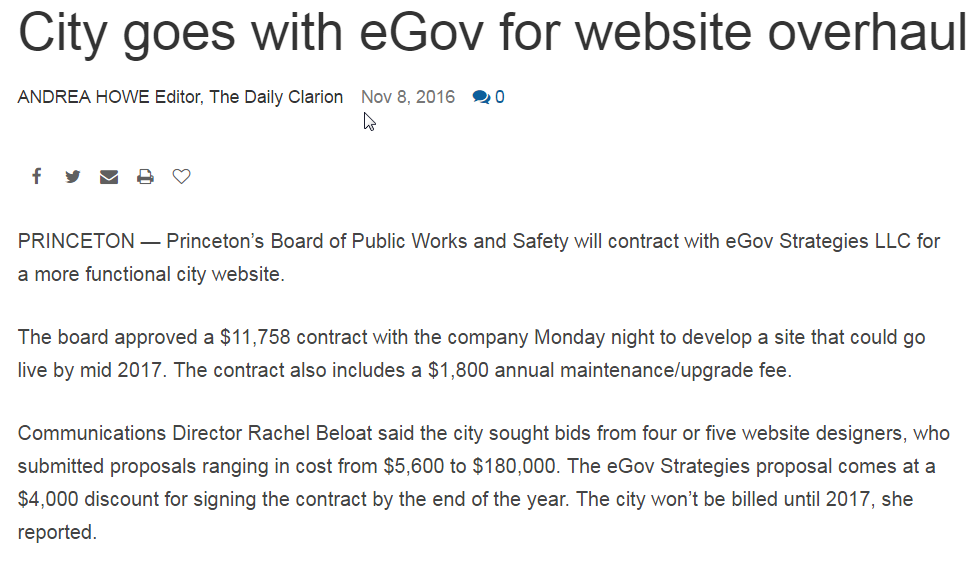 City goes with eGov for website overhaul
ANDREA HOWE Editor, The Daily Clarion Nov 8, 2016 0
PRINCETON — Princeton’s Board of Public Works and Safety will contract with eGov Strategies LLC for
a more functional city website.
The board approved a $11,758 contract with the company Monday night to develop a site that could go
live by mid 2017. The contract also includes a $1,800 annual maintenance/upgrade fee.
Communications Director Rachel Beloat said the city sought bids from four or five website designers, who
submitted proposals ranging in cost from $5,600 to $180,000. The eGov Strategies proposal comes at a
$4,000 discount for signing the contract by the end of the year. The city won’t be billed until 2017, she
reported.